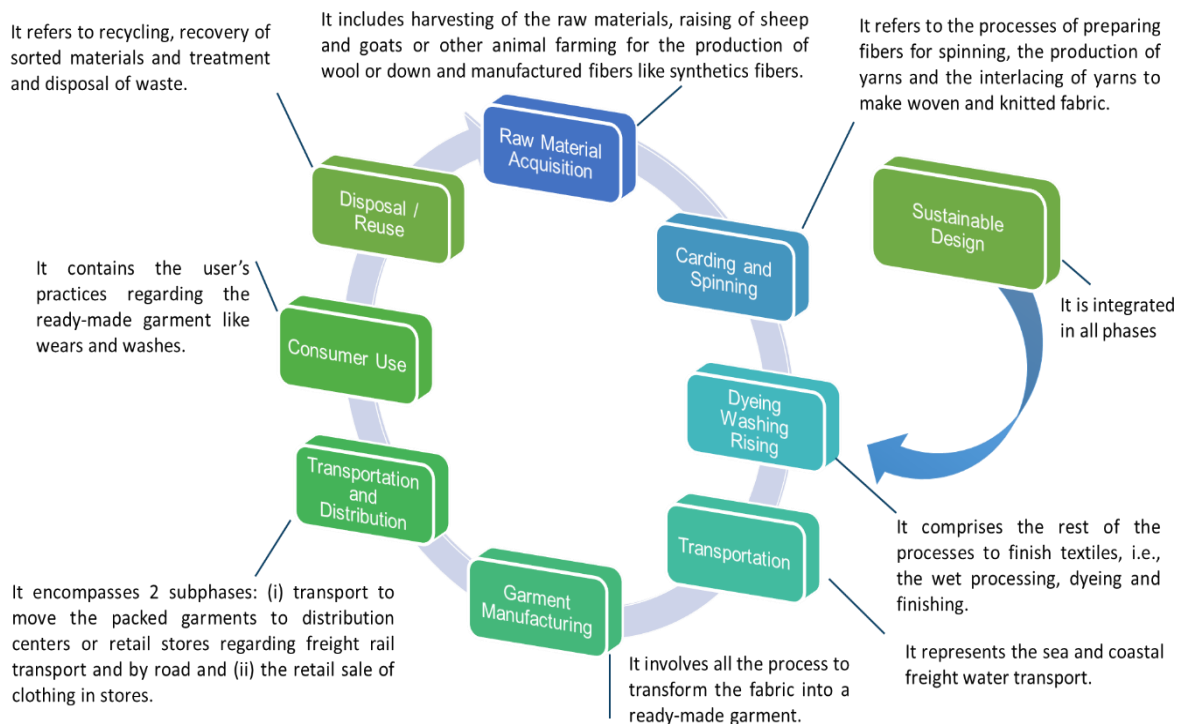 It refers to recycling, recovery of
sorted materials and treatment
and disposal of waste.
It includes harvesting of the raw materials, raising of sheep
and goats or other animal farming for the production of
wool or down and manufactured fibers like synthetics fibers.
It refers to the processes of preparing
fibers for spinning, the production of
yarns and the interlacing of yarns to
make woven and knitted fabric.
Raw Material
Acquisition
Disposal /
Reuse
Sustainable
Design
Carding and
Spinning
It contains the user’s
practices regarding the
ready-made garment like
wears and washes.
It is integrated
in all phases
Consumer Use
Dyeing
Washing
Rising
Transportation
and
Distribution
Transportation
It comprises the rest of the
processes to finish textiles, i.e.,
the wet processing, dyeing and
finishing.
Garment
Manufacturing
It encompasses 2 subphases: (i) transport to
move the packed garments to distribution
centers or retail stores regarding freight rail
transport and by road and (ii) the retail sale of
clothing in stores.
It involves all the process to
transform the fabric into a
ready-made garment.
It represents the sea and coastal
freight water transport.